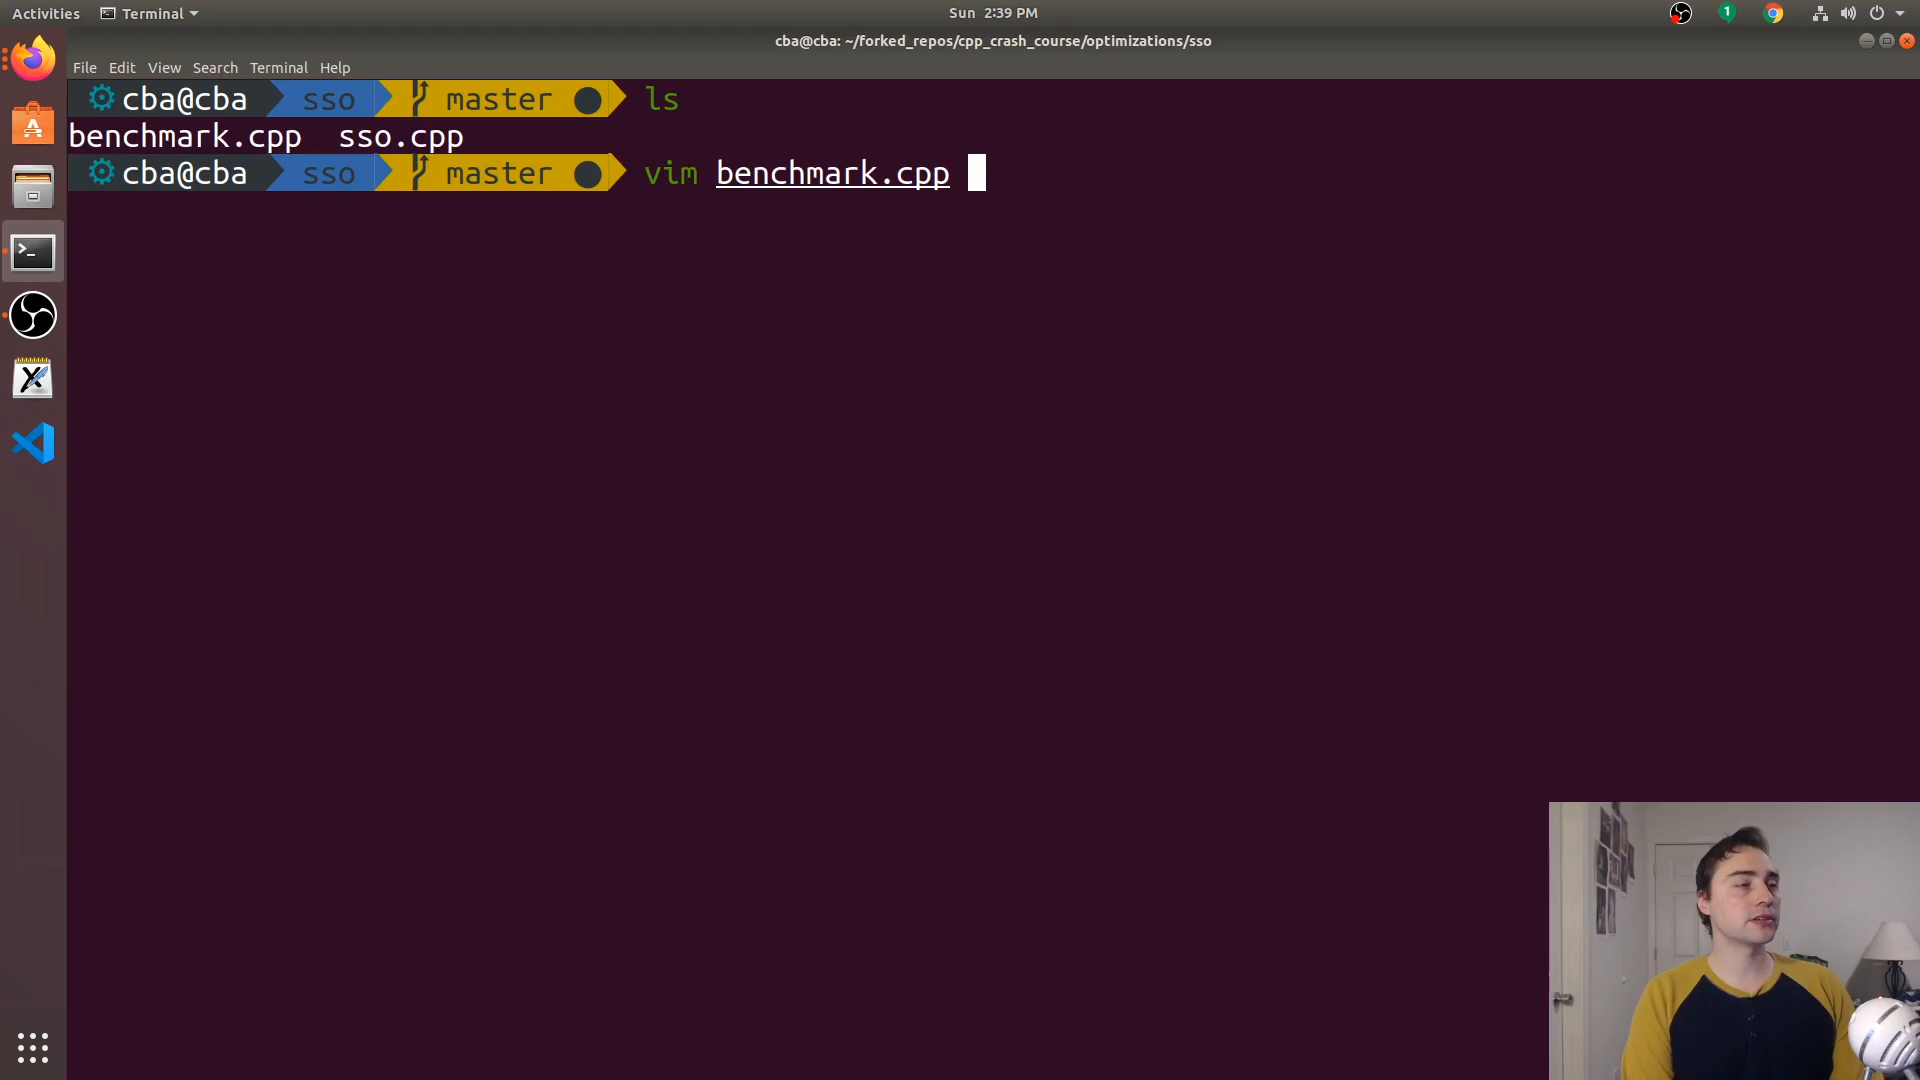 Activities Terminal Sun 2:39 PM 1
cba@cba: ~/forked_repos/cpp_crash_course/optimizations/sso
File Edit View Search Terminal Help
cba@cba sso master ls
benchmark.cpp sso.cpp
cba@cba sso master vim benchmark.cpp